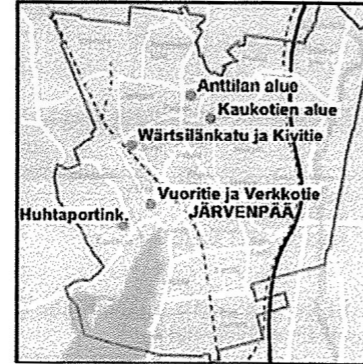 Anttilan alue
Kaukotien alue
Wärtsilänkatu ja Kivitie
Vuoritie ja Verkkotie
JÄRVENPÄÄ
Huhtaportink.